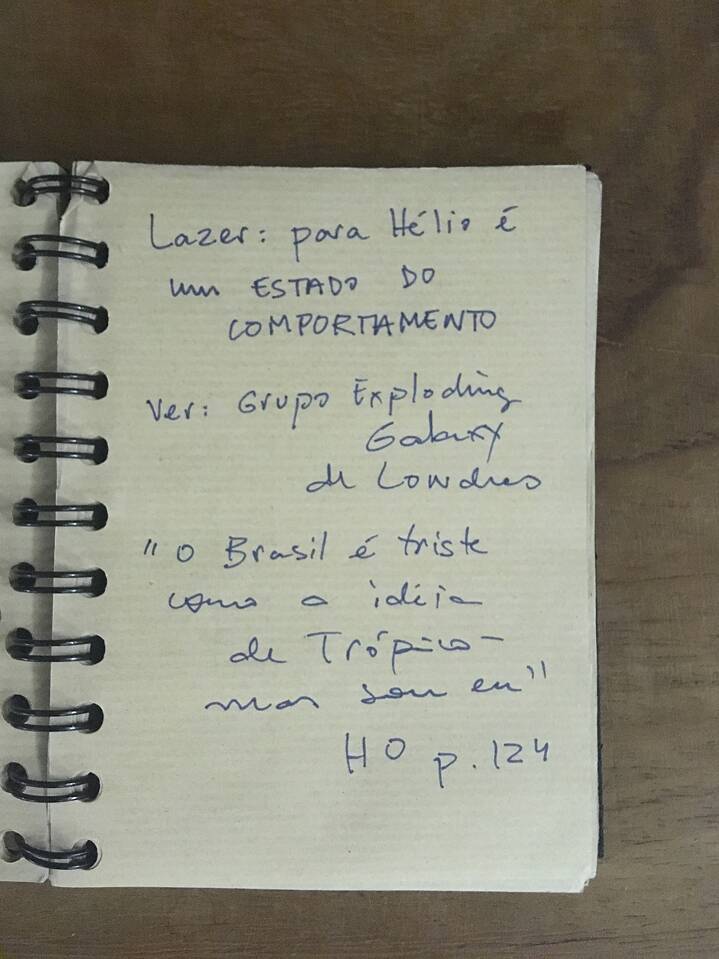 Lazer: para Hélio é
um ESTADO DO
COMPORTAMENTO
Ver: Grupo Exploding
Galaxy
de Londres
"O Brasil é triste
como a idéia
de Trópico –
mas sou eu"
HO p. 124